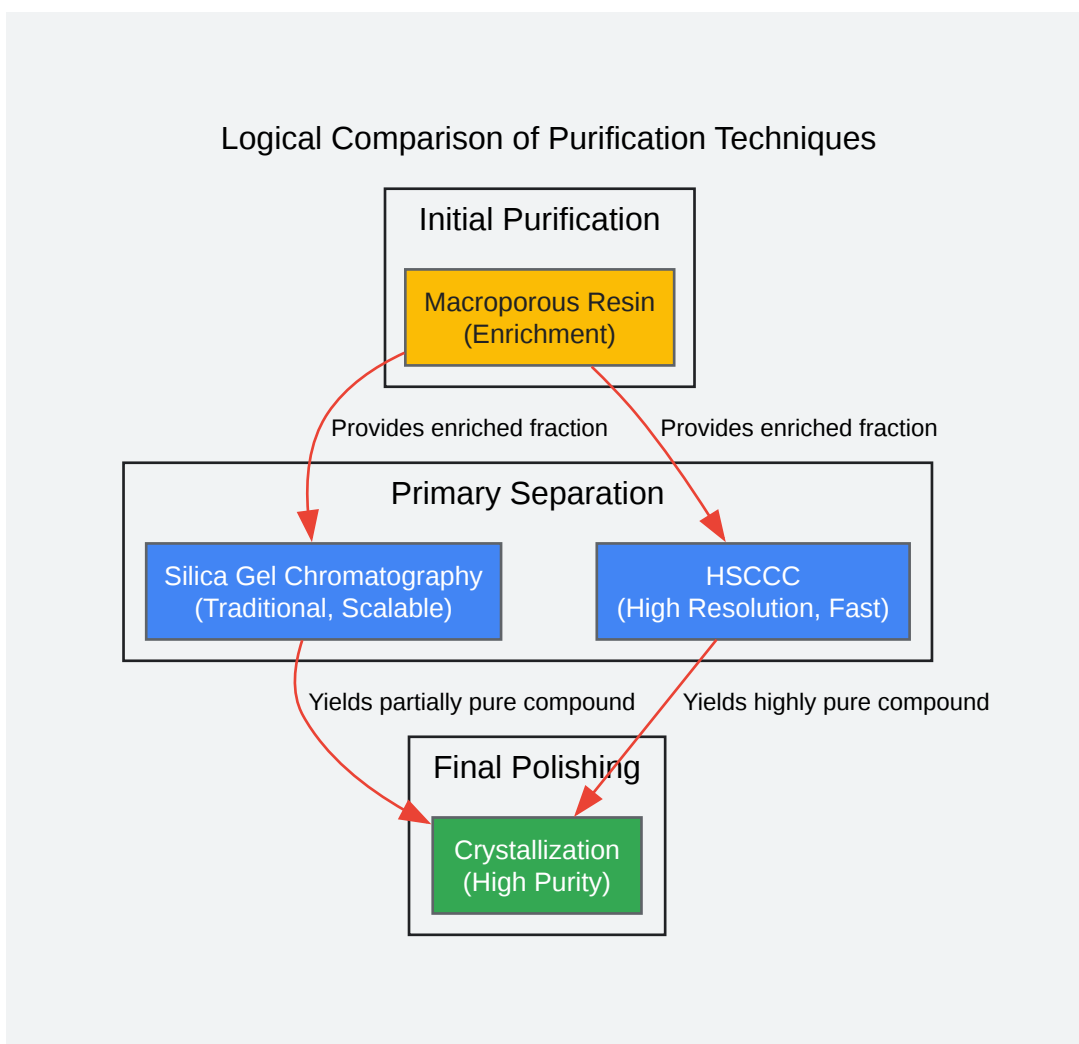 Logical Comparison of Purification Techniques
Initial Purification
Macroporous Resin
(Enrichment)
Provides enriched fraction
Provides enriched fraction
Primary Separation
Silica Gel Chromatography
(Traditional, Scalable)
HSCCC
(High Resolution, Fast)
Yields partially pure compound
Yields highly pure compound
Final Polishing
Crystallization
(High Purity)